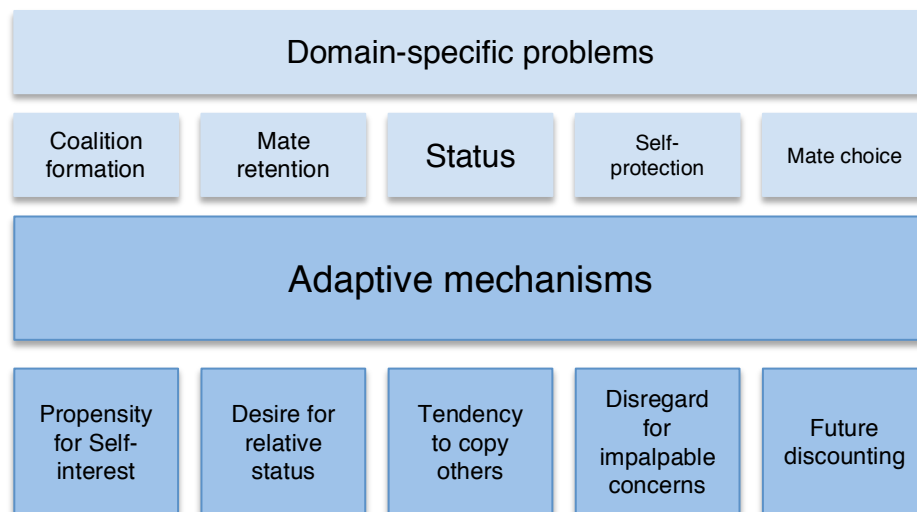 Domain-specific problems
Coalition
formation
Mate
retention
Status
Self-
protection
Mate choice
Adaptive mechanisms
Propensity
for Self-
interest
Desire for
relative
status
Tendency
to copy
others
Disregard
for
impalpable
concerns
Future
discounting